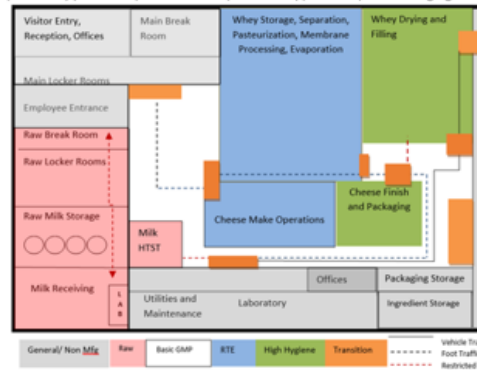 Visitor Entry,
Reception, Offices
Main Break
Room
Whey Storage, Separation,
Pasteurization, Membrane
Processing, Evaporation
Whey Drying and
Filling
Main Locker Rooms
Employee Entrance
Raw Break Room
Raw Locker Rooms
Raw Milk Storage
Milk
HTST
Cheese Make Operations
Cheese Finish
and Packaging
Milk Receiving
L
A
B
Utilities and
Maintenance
Laboratory
Offices
Packaging Storage
Ingredient Storage
General/ Non Mfg
Raw
Basic GMP
RTE
High Hygiene
Transition
Vehicle Tra
Foot Traffi
Restricted